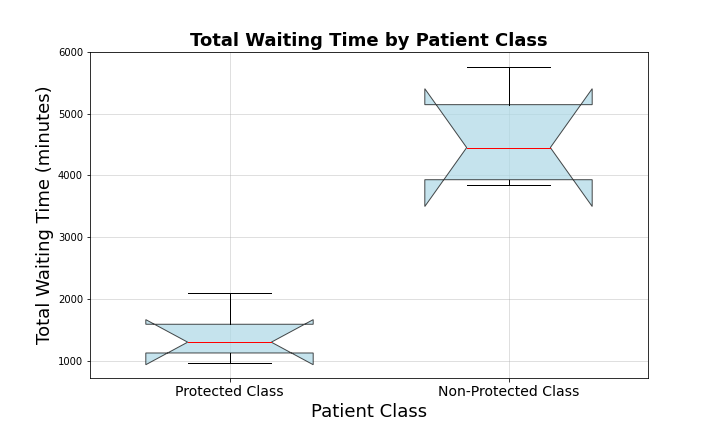 Total Waiting Time by Patient Class
Total Waiting Time (minutes)
6000
5000
4000
3000
2000
1000
Protected Class
Non-Protected Class
Patient Class